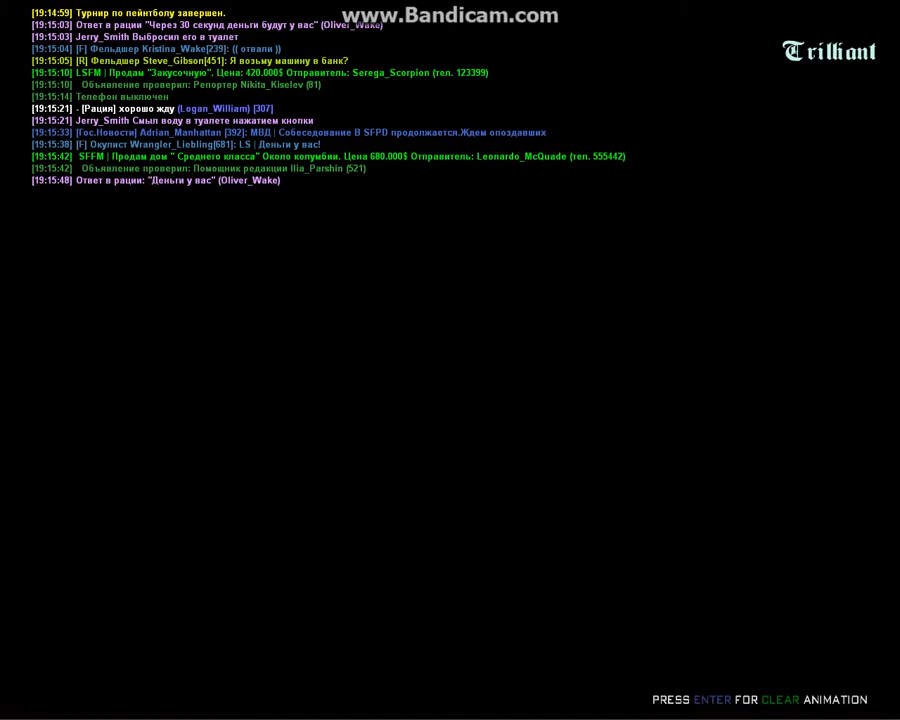 www.Bandicam.com
Trilliant
[19:14:59] Турнир по пейнтболу завершен.
[19:15:03] Ответ в рации "Через 30 секунд деньги будут у вас" (Oliver_Wake)
[19:15:03] Jerry_Smith Выбросил его в туалет
[19:15:04] [F] Фельдшер Kristina_Wake[239]: (( отвали ))
[19:15:05] [R] Фельдшер Steve_Gibson[451]: Я возьму машину в банк?
[19:15:10] LSFM | Продам "Закусочную". Цена: 420.000$ Отправитель: Serega_Scorpion (тел. 123399)
[19:15:10] Объявление проверил: Репортер Nikita_Kiselev (81)
[19:15:14] Телефон выключен
[19:15:21] - [Рация] хорошо жду (Logan_William) [307]
[19:15:21] Jerry_Smith Смыл воду в туалете нажатием кнопки
[19:15:33] [Гос.Новости] Adrian_Manhattan [392]: МВД | Собеседование В SFPD продолжается.Ждем опоздавших
[19:15:38] [F] Окулист Wrangler_Liebling[681]: LS | Деньги у вас!
[19:15:42] SFFM | Продам дом " Среднего класса" Около колумбии. Цена 680.000$ Отправитель: Leonardo_McQuade (тел. 555442)
[19:15:42] Объявление проверил: Помощник редакции Ilia_Parshin (521)
[19:15:48] Ответ в рации: "Деньги у вас" (Oliver_Wake)
PRESS ENTER FOR CLEAR ANIMATION